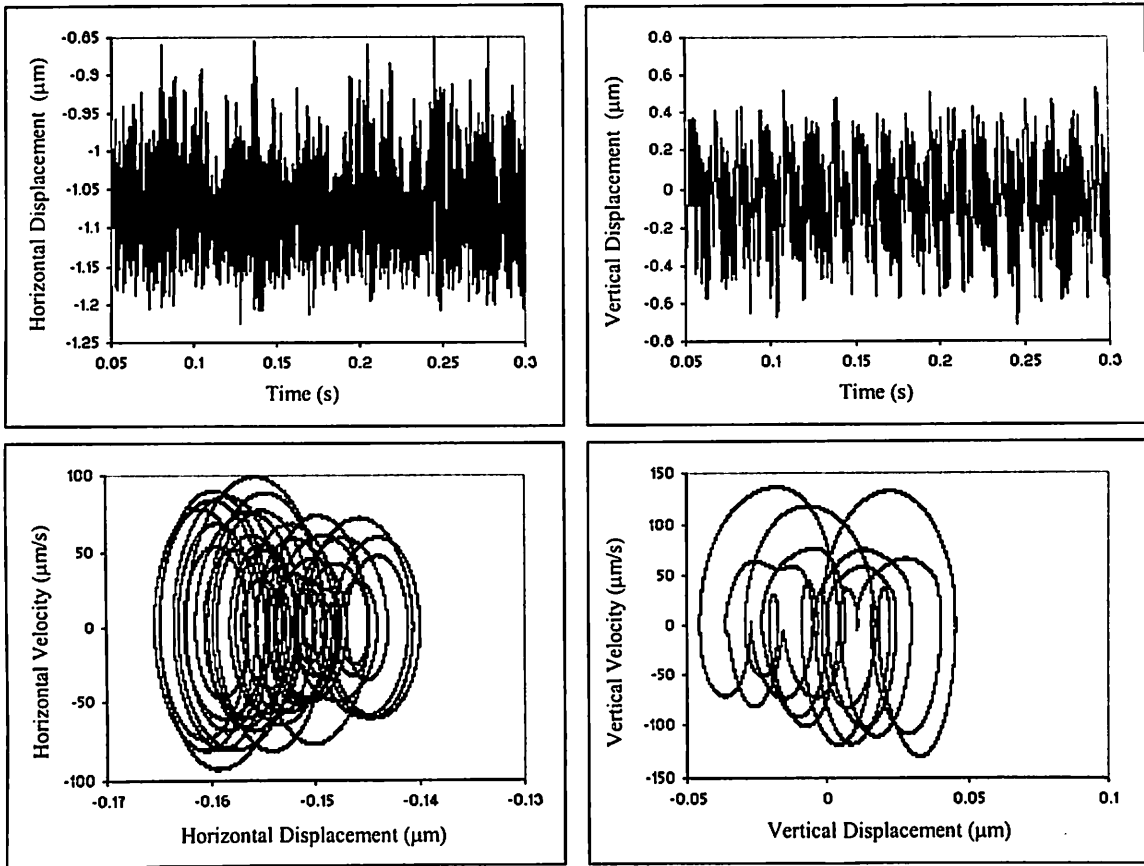 -0.85
-0.9
-0.95
-1
-1.05
-1.1
-1.15
-1.2
-1.25
0.05 0.1 0.15 0.2 0.25 0.3
Horizontal Displacement (μm)
Time (s)
0.8
0.6
0.4
0.2
0
-0.2
-0.4
-0.6
-0.8
0.05 0.1 0.15 0.2 0.25 0.3
Vertical Displacement (μm)
Time (s)
100
50
0
-50
-100
-0.17 -0.16 -0.15 -0.14 -0.13
Horizontal Velocity (μm/s)
Horizontal Displacement (μm)
150
100
50
0
-50
-100
-150
-0.05 0 0.05 0.1
Vertical Velocity (μm/s)
Vertical Displacement (μm)